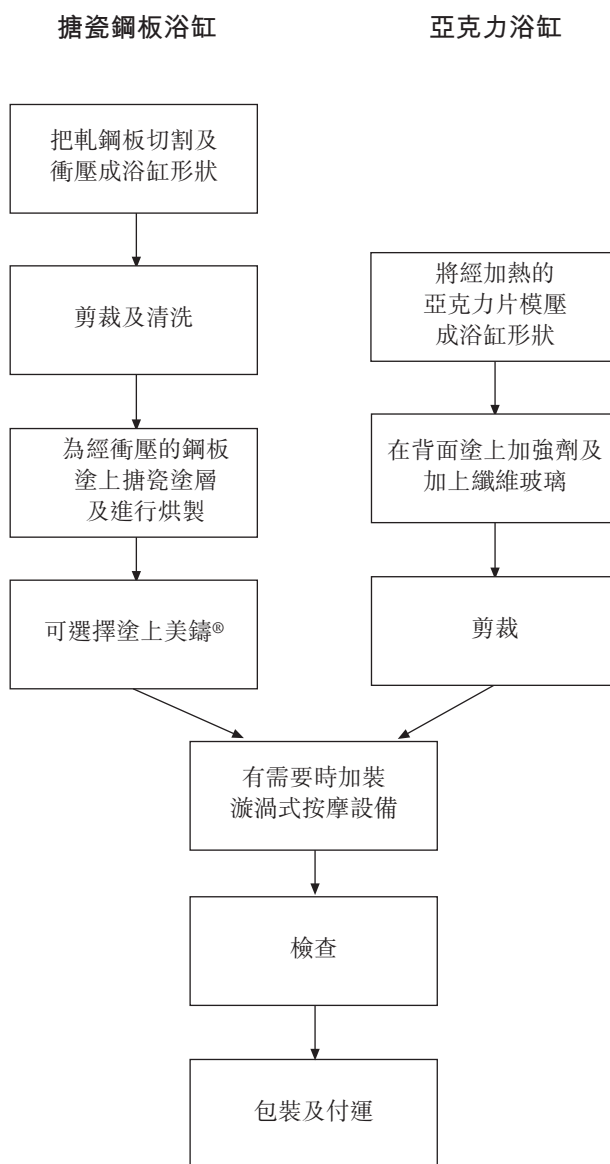 搪瓷鋼板浴缸
亞克力浴缸
把軋鋼板切割及
衝壓成浴缸形狀
剪裁及清洗
將經加熱的
亞克力片模壓
成浴缸形狀
為經衝壓的鋼板
塗上搪瓷塗層
及進行烘製
在背面塗上加強劑及
加上纖維玻璃
可選擇塗上美鑄®
剪裁
有需要時加裝
漩渦式按摩設備
檢查
包裝及付運